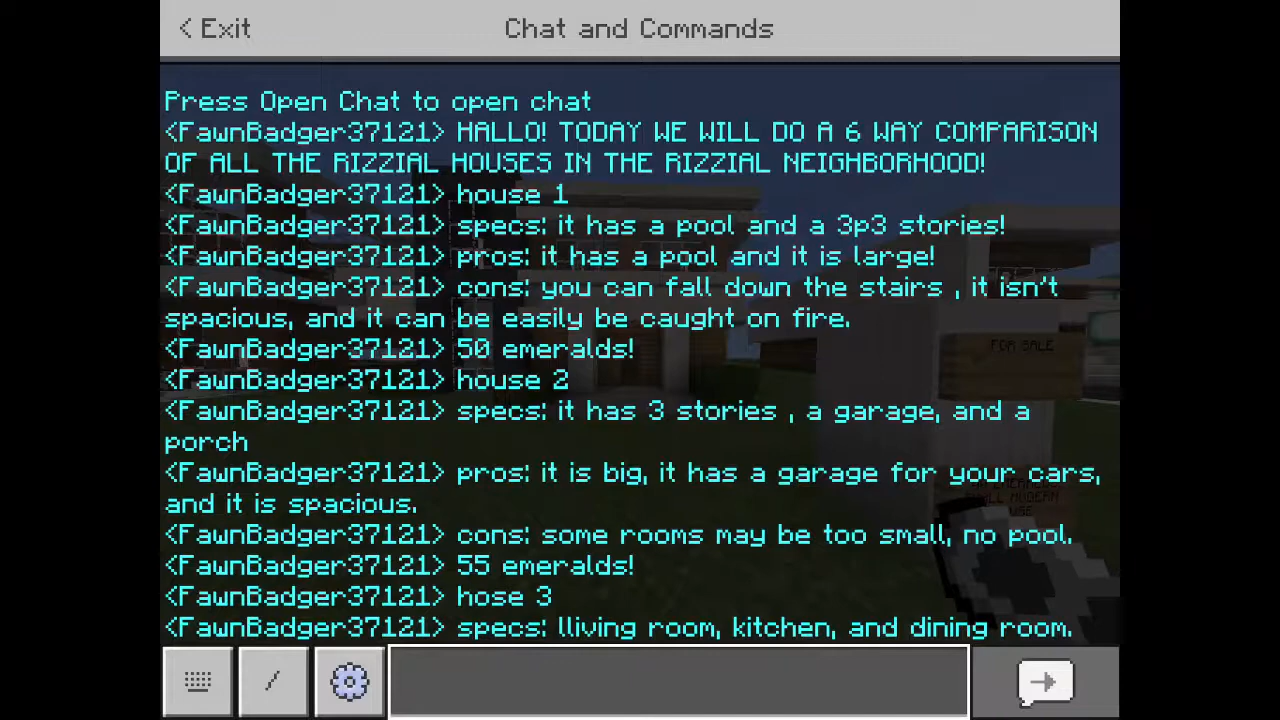 < Exit
Chat and Commands
Press Open Chat to open chat
<FawnBadger37121> HALLO! TODAY WE WILL DO A 6 WAY COMPARISON
OF ALL THE RIZZIAL HOUSES IN THE RIZZIAL NEIGHBORHOOD!
<FawnBadger37121> house 1
<FawnBadger37121> specs: it has a pool and a 3p3 stories!
<FawnBadger37121> pros: it has a pool and it is large!
<FawnBadger37121> cons: you can fall down the stairs , it isn't
spacious, and it can be easily be caught on fire.
<FawnBadger37121> 50 emeralds!
<FawnBadger37121> house 2
<FawnBadger37121> specs: it has 3 stories , a garage, and a
porch
<FawnBadger37121> pros: it is big, it has a garage for your cars,
and it is spacious.
<FawnBadger37121> cons: some rooms may be too small, no pool.
<FawnBadger37121> 55 emeralds!
<FawnBadger37121> hose 3
<FawnBadger37121> specs: lliving room, kitchen, and dining room.
FOR SALE
MODERN
/